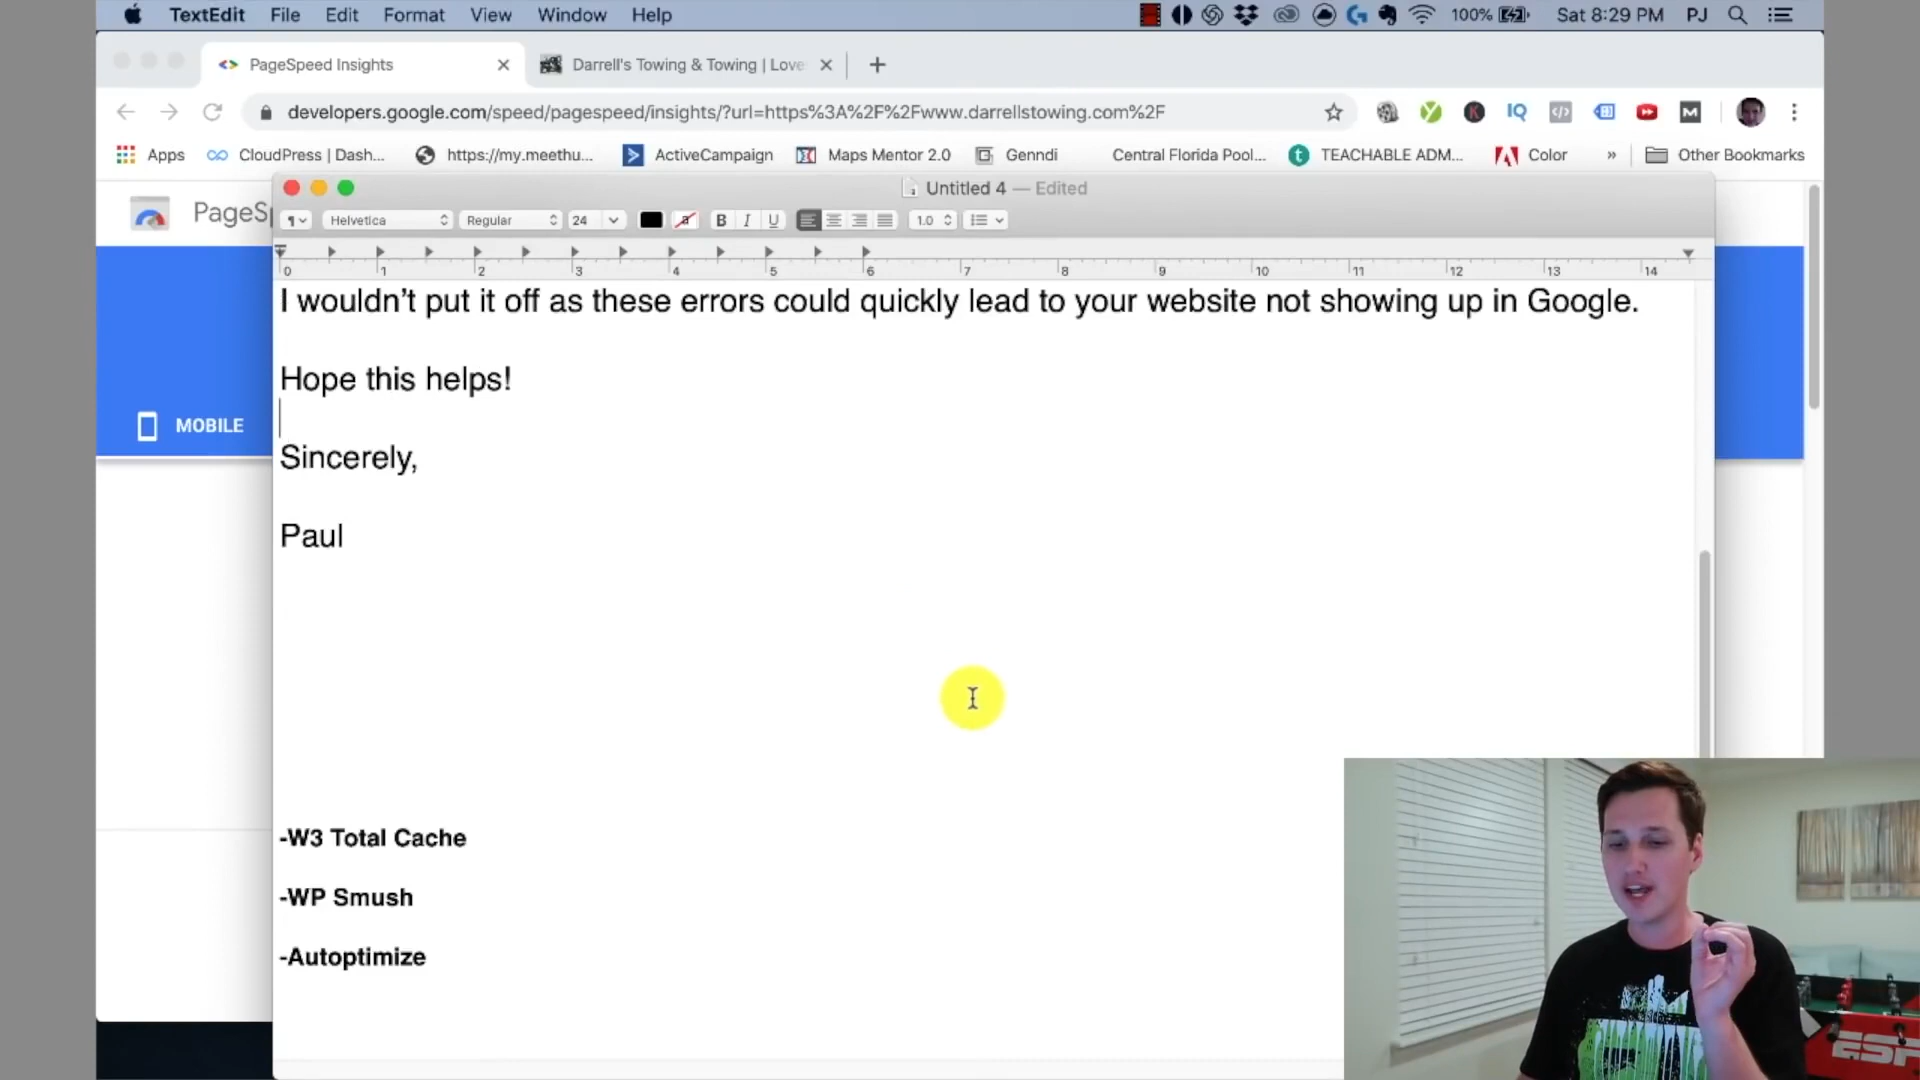 TextEdit File Edit Format View Window Help 100% Sat 8:29 PM PJ
PageSpeed Insights Darrell's Towing & Towing | Love
developers.google.com/speed/pagespeed/insights/?url=https%3A%2F%2Fwww.darrellstowing.com%2F
Apps CloudPress | Dash... https://my.meethu... ActiveCampaign Maps Mentor 2.0 Genndi Central Florida Pool... TEACHABLE ADM... Color » Other Bookmarks
Untitled 4 — Edited
PageSp
Helvetica Regular 24 a B I U 1.0
0 1 2 3 4 5 6 7 8 9 10 11 12 13 14
I wouldn’t put it off as these errors could quickly lead to your website not showing up in Google.
Hope this helps!
MOBILE
Sincerely,
Paul
-W3 Total Cache
-WP Smush
-Autoptimize
ESP